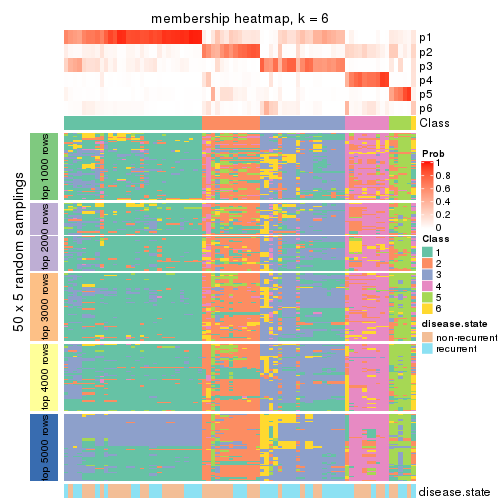 membership heatmap, k = 6
p1
p2
p3
p4
p5
p6
Class
50 x 5 random samplings
top 1000 rows
top 2000 rows
top 3000 rows
top 4000 rows
top 5000 rows
Prob
1
0.8
0.6
0.4
0.2
0
Class
1
2
3
4
5
6
disease.state
non-recurrent
recurrent
disease.state